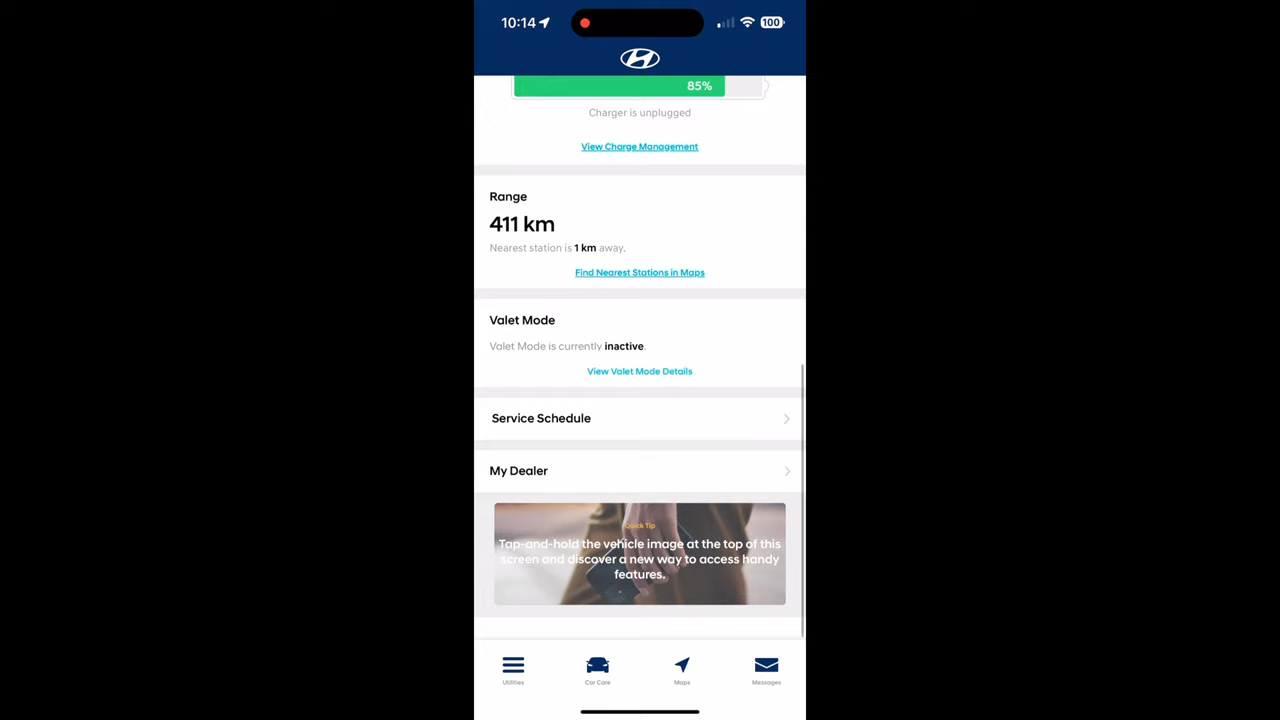 10:14
100
85%
Charger is unplugged
View Charge Management
Range
411 km
Nearest station is 1 km away.
Find Nearest Stations in Maps
Valet Mode
Valet Mode is currently inactive.
View Valet Mode Details
Service Schedule
My Dealer
Quick Tip
Tap-and-hold the vehicle image at the top of this
screen and discover a new way to access handy
features.
Utilities
Car Care
Maps
Messages